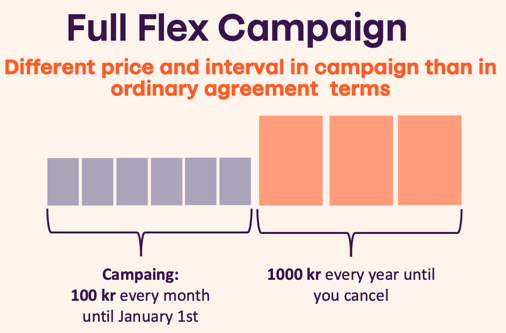 Full Flex Campaign
Different price and interval in campaign than in
ordinary agreement terms
Campaing:
100 kr every month
until January 1st
1000 kr every year until
you cancel